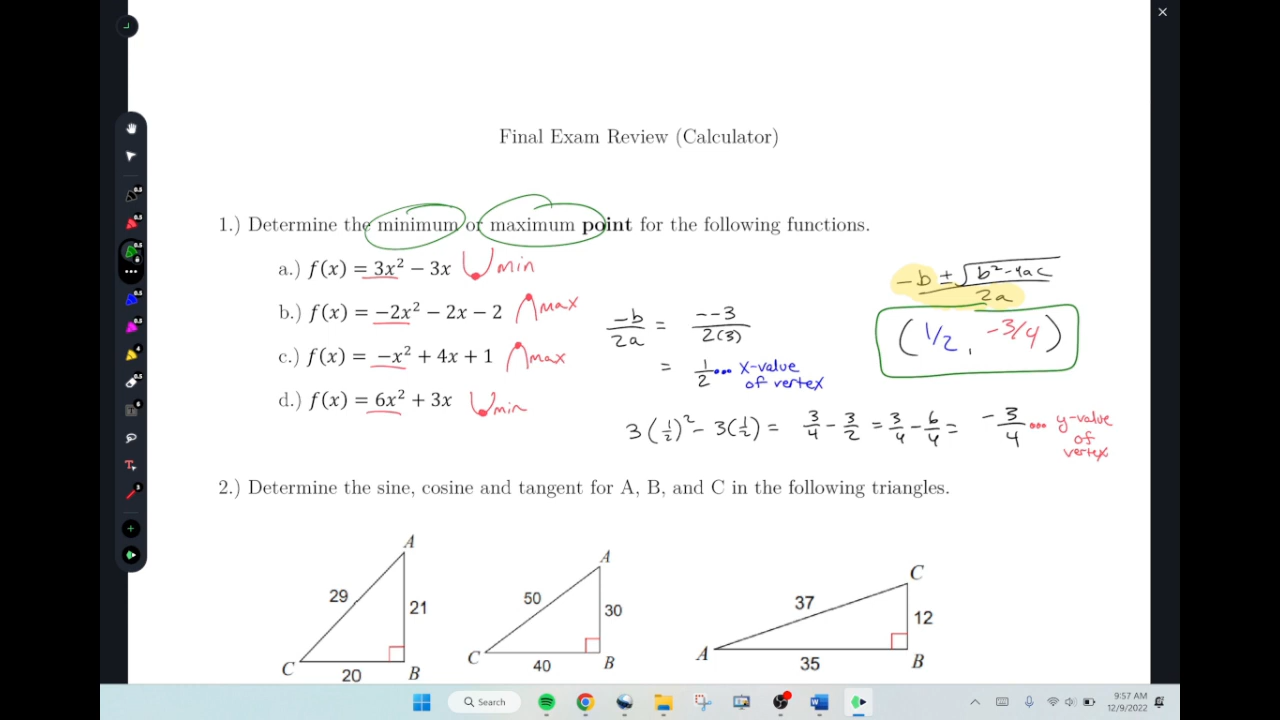 Final Exam Review (Calculator)
1.) Determine the minimum or maximum point for the following functions.
a.) f(x) = 3x² − 3x min
b.) f(x) = −2x² − 2x − 2 max
c.) f(x) = −x² + 4x + 1 max
d.) f(x) = 6x² + 3x min
-b ± √b²-4ac / 2a
-b/2a = --3/2(3)
= 1/2 ... x-value of vertex
(1/2, -3/4)
3(1/2)² - 3(1/2) = 3/4 - 3/2 = 3/4 - 6/4 = -3/4 ... y-value of vertex
2.) Determine the sine, cosine and tangent for A, B, and C in the following triangles.
A
29
21
C
20
B
A
50
30
C
40
B
C
37
12
A
35
B
Search
9:57 AM
12/9/2022